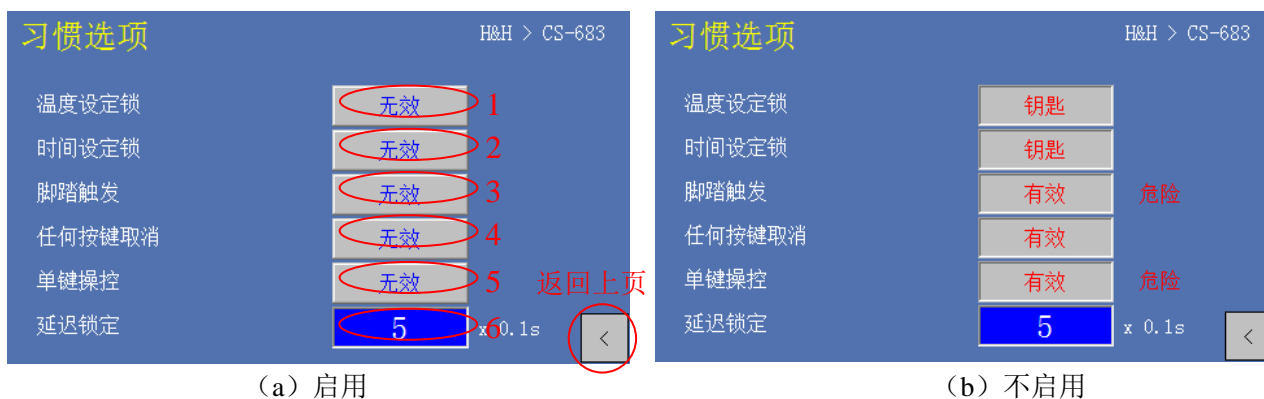 习惯选项 H&H > CS-683
温度设定锁 无效 1
时间设定锁 无效 2
脚踏触发 无效 3
任何按键取消 无效 4
单键操控 无效 5 返回上页
延迟锁定 5 6 x 0.1s <
（a）启用
习惯选项 H&H > CS-683
温度设定锁 钥匙
时间设定锁 钥匙
脚踏触发 有效 危险
任何按键取消 有效
单键操控 有效 危险
延迟锁定 5 x 0.1s <
（b）不启用